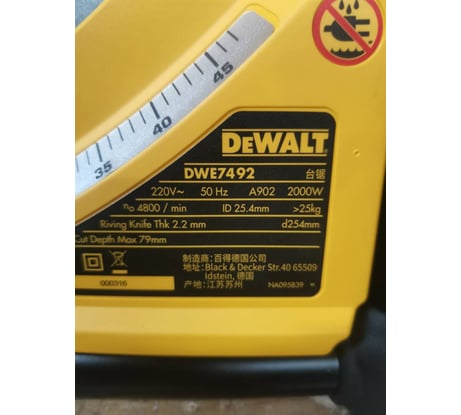 45
40
35
DEWALT
DWE7492 台锯
220V~ 50 Hz A902 2000W
n₀ 4800 / min ID 25.4mm >25kg
Riving Knife Thk 2.2 mm d254mm
Cut Depth Max 79mm
制造商：百得德国公司
地址：Black & Decker Str.40 65509
Idstein, 德国
产地：江苏苏州
000316
NA095839